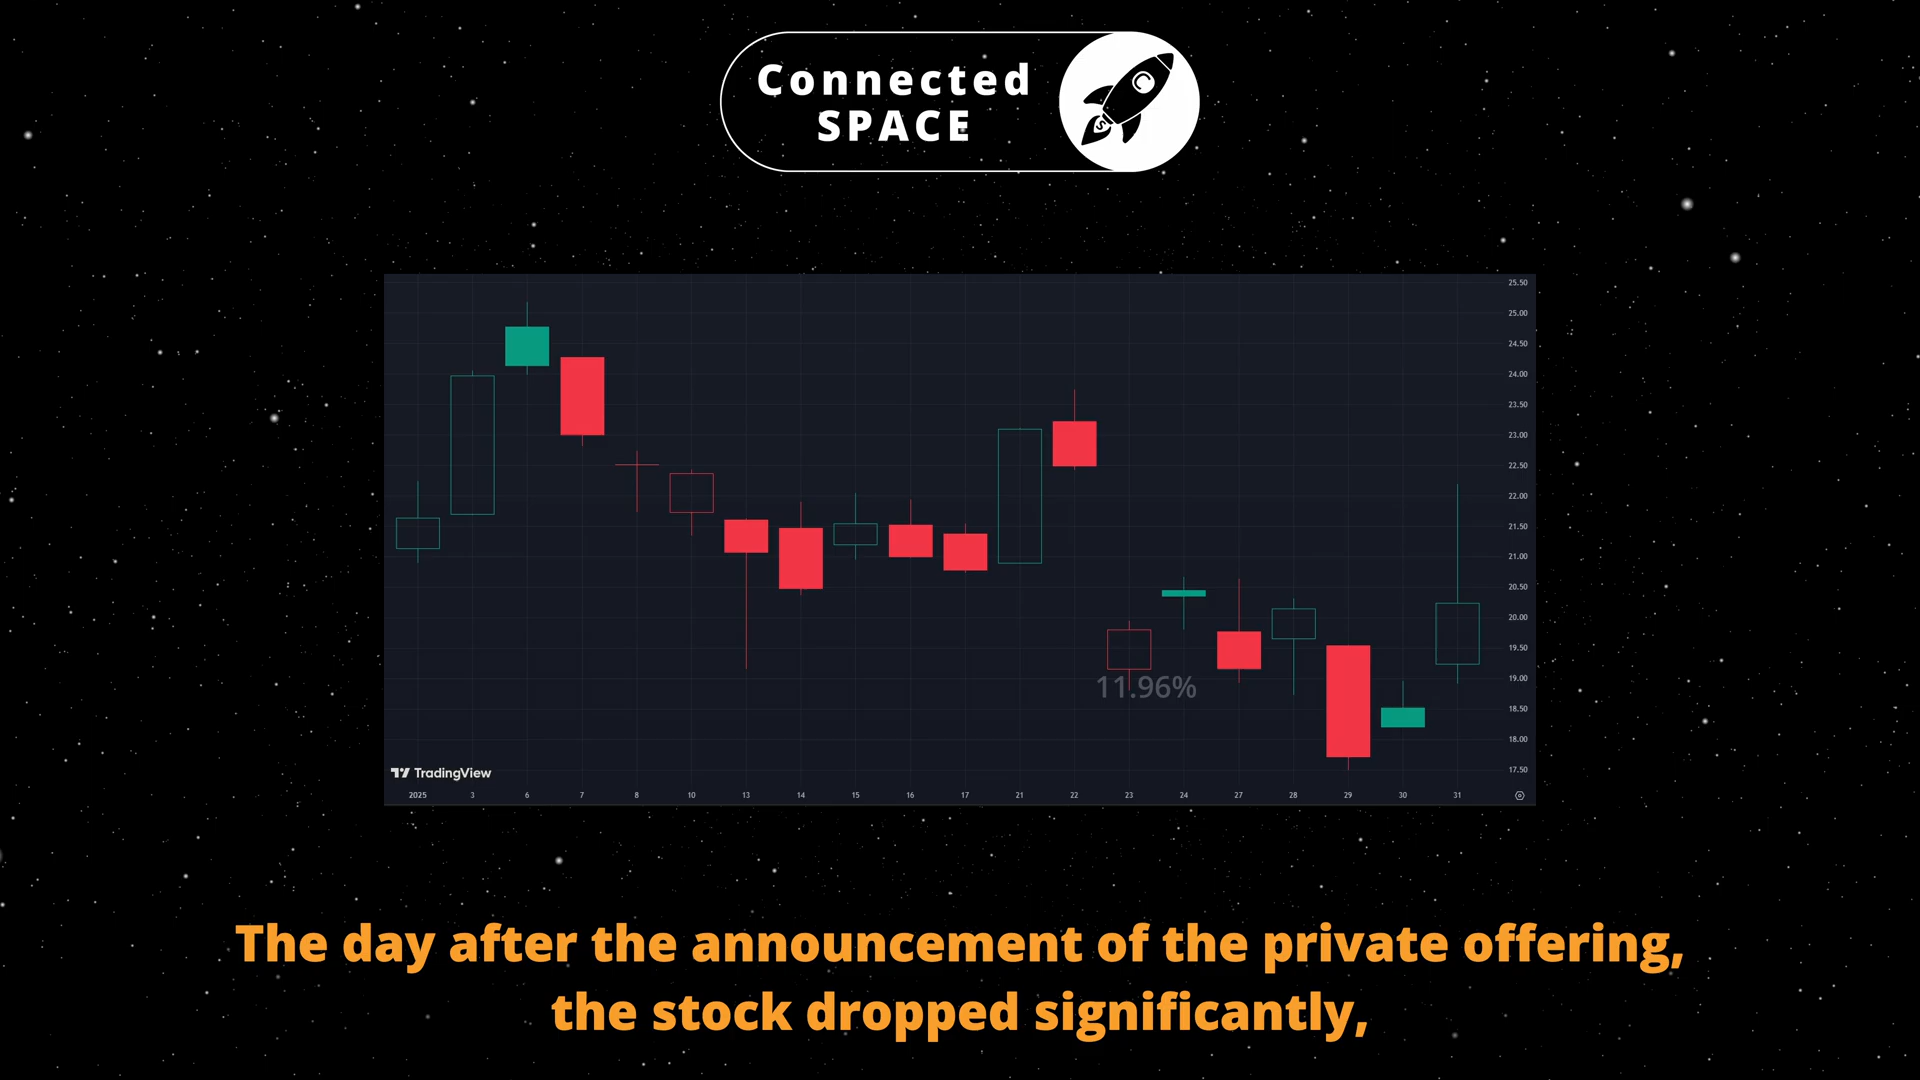 Connected
SPACE
C
S
25.50
25.00
24.50
24.00
23.50
23.00
22.50
22.00
21.50
21.00
20.50
20.00
19.50
19.00
18.50
18.00
17.50
11.96%
TradingView
2025 3 6 7 8 10 13 14 15 16 17 21 22 23 24 27 28 29 30 31
The day after the announcement of the private offering,
the stock dropped significantly,